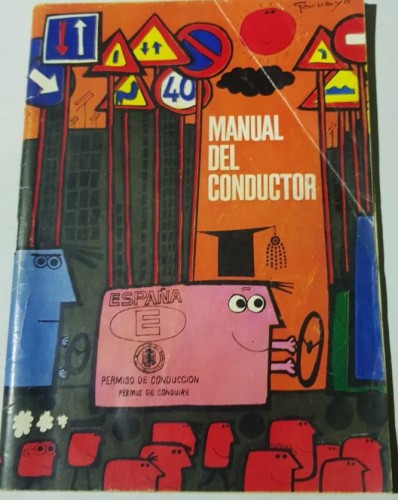 40
MANUAL
DEL
CONDUCTOR
ESPAÑA
E
PERMISO DE CONDUCCION
PERMIS DE CONDUIRE